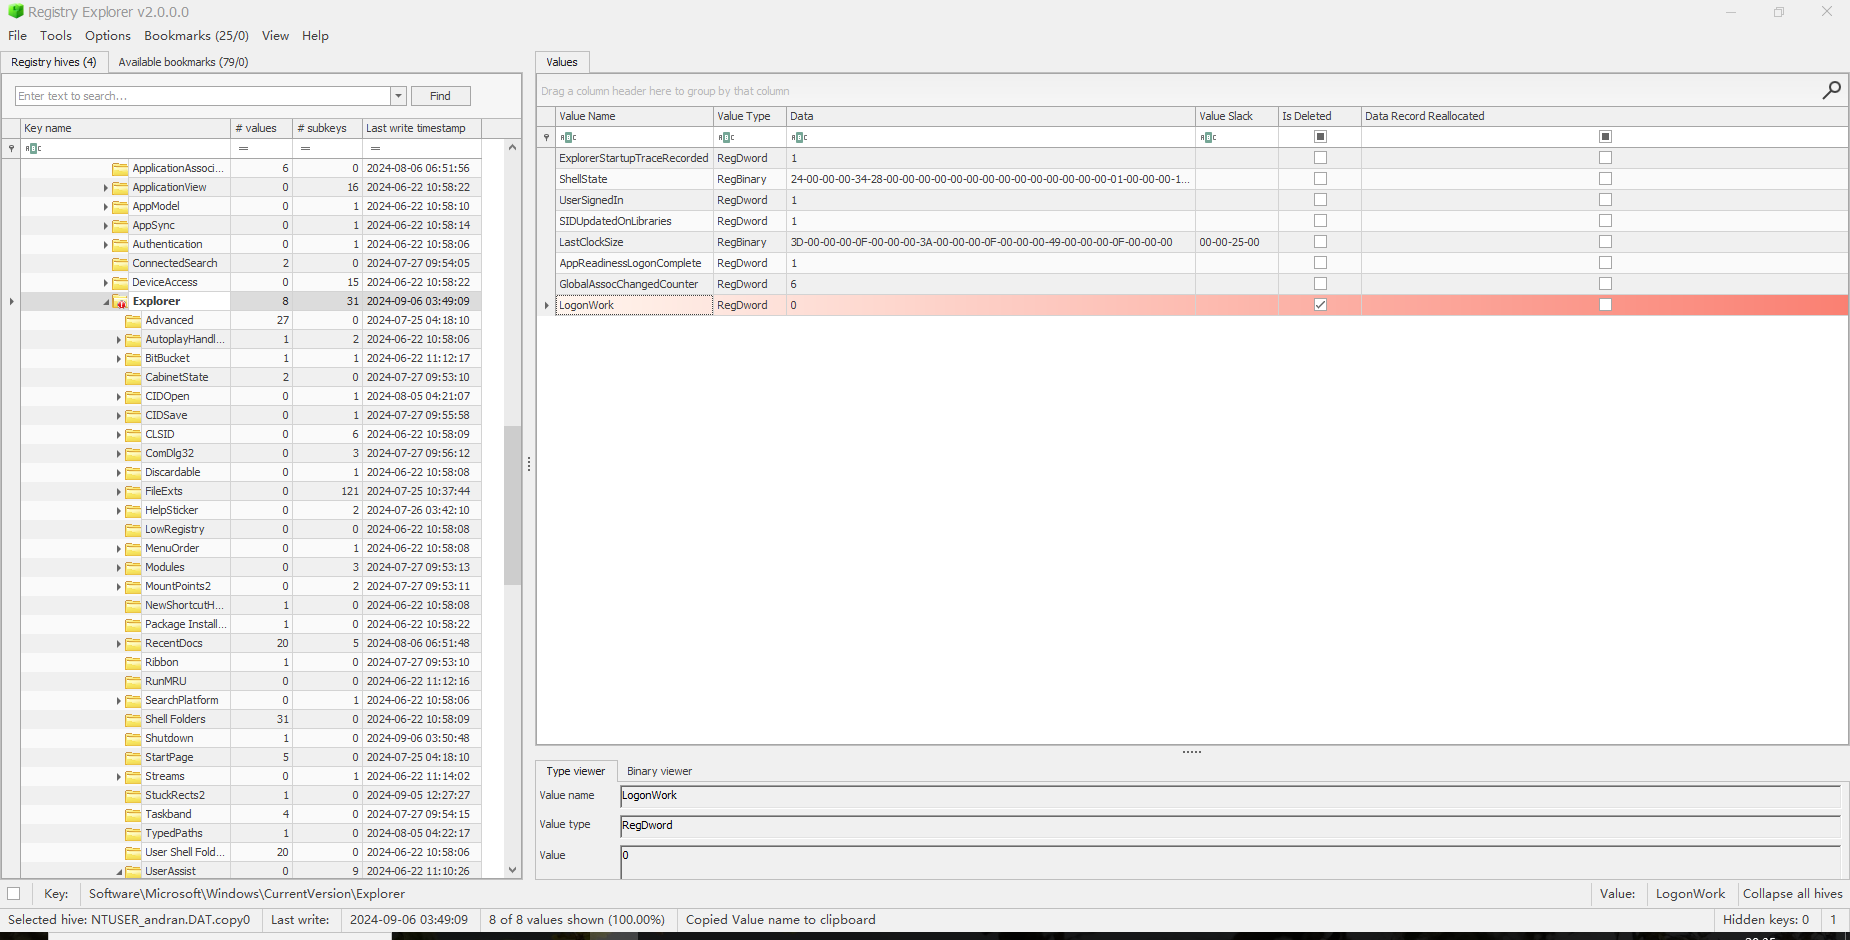 Registry Explorer v2.0.0.0
File Tools Options Bookmarks (25/0) View Help
Registry hives (4) Available bookmarks (79/0)
Enter text to search... Find
Key name # values # subkeys Last write timestamp
ApplicationAssoci... 6 0 2024-08-06 06:51:56
ApplicationView 0 16 2024-06-22 10:58:22
AppModel 0 1 2024-06-22 10:58:10
AppSync 0 1 2024-06-22 10:58:14
Authentication 0 1 2024-06-22 10:58:06
ConnectedSearch 2 0 2024-07-27 09:54:05
DeviceAccess 0 15 2024-06-22 10:58:22
Explorer 8 31 2024-09-06 03:49:09
Advanced 27 0 2024-07-25 04:18:10
AutoplayHandl... 1 2 2024-06-22 10:58:06
BitBucket 1 1 2024-06-22 11:12:17
CabinetState 2 0 2024-07-27 09:53:10
CIDOpen 0 1 2024-08-05 04:21:07
CIDSave 0 1 2024-07-27 09:55:58
CLSID 0 6 2024-06-22 10:58:09
ComDlg32 0 3 2024-07-27 09:56:12
Discardable 0 1 2024-06-22 10:58:08
FileExts 0 121 2024-07-25 10:37:44
HelpSticker 0 2 2024-07-26 03:42:10
LowRegistry 0 0 2024-06-22 10:58:08
MenuOrder 0 1 2024-06-22 10:58:08
Modules 0 3 2024-07-27 09:53:13
MountPoints2 0 2 2024-07-27 09:53:11
NewShortcutH... 1 0 2024-06-22 10:58:08
Package Install... 1 0 2024-06-22 10:58:22
RecentDocs 20 5 2024-08-06 06:51:48
Ribbon 1 0 2024-07-27 09:53:10
RunMRU 0 0 2024-06-22 11:12:16
SearchPlatform 0 1 2024-06-22 10:58:06
Shell Folders 31 0 2024-06-22 10:58:09
Shutdown 1 0 2024-09-06 03:50:48
StartPage 5 0 2024-07-25 04:18:10
Streams 0 1 2024-06-22 11:14:02
StuckRects2 1 0 2024-09-05 12:27:27
Taskband 4 0 2024-07-27 09:54:15
TypedPaths 1 0 2024-08-05 04:22:17
User Shell Fold... 20 0 2024-06-22 10:58:06
UserAssist 0 9 2024-06-22 11:10:26
Values
Drag a column header here to group by that column
Value Name Value Type Data Value Slack Is Deleted Data Record Reallocated
ExplorerStartupTraceRecorded RegDword 1
ShellState RegBinary 24-00-00-00-34-28-00-00-00-00-00-00-00-00-00-00-00-00-00-00-01-00-00-00-1...
UserSignedIn RegDword 1
SIDUpdatedOnLibraries RegDword 1
LastClockSize RegBinary 3D-00-00-00-0F-00-00-00-3A-00-00-00-0F-00-00-00-49-00-00-00-0F-00-00-00 00-00-25-00
AppReadinessLogonComplete RegDword 1
GlobalAssocChangedCounter RegDword 6
LogonWork RegDword 0
Type viewer Binary viewer
Value name LogonWork
Value type RegDword
Value 0
Key: Software\Microsoft\Windows\CurrentVersion\Explorer Value: LogonWork Collapse all hives
Selected hive: NTUSER_andran.DAT.copy0 Last write: 2024-09-06 03:49:09 8 of 8 values shown (100.00%) Copied Value name to clipboard Hidden keys: 0 1